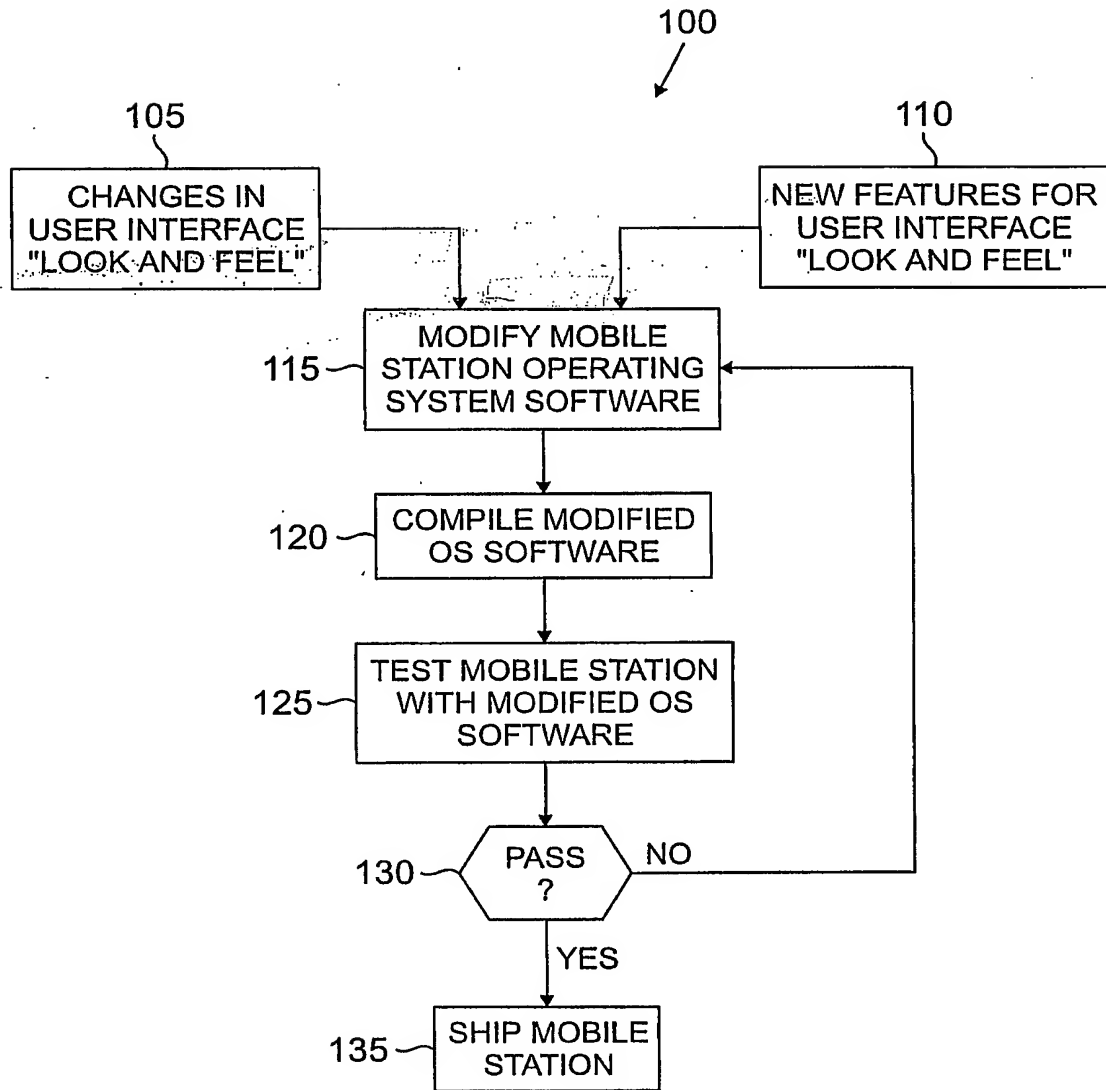 100
105
110
CHANGES IN
USER INTERFACE
"LOOK AND FEEL"
NEW FEATURES FOR
USER INTERFACE
"LOOK AND FEEL"
115
MODIFY MOBILE
STATION OPERATING
SYSTEM SOFTWARE
120
COMPILE MODIFIED
OS SOFTWARE
125
TEST MOBILE STATION
WITH MODIFIED OS
SOFTWARE
130
PASS
?
NO
YES
135
SHIP MOBILE
STATION